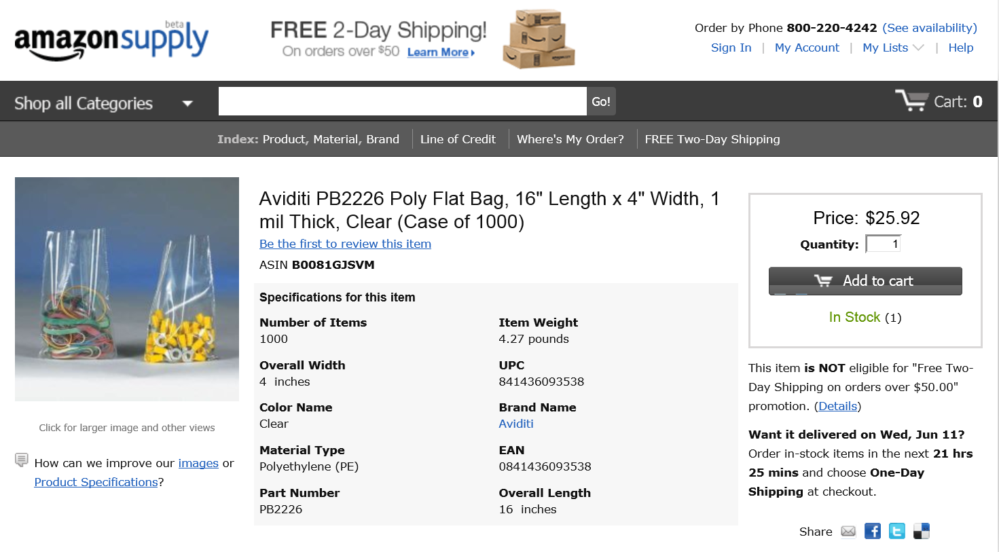 amazonsupply beta
FREE 2-Day Shipping!
On orders over $50 Learn More
Order by Phone 800-220-4242 (See availability)
Sign In | My Account | My Lists | Help
Shop all Categories
Go!
Cart: 0
Index: Product, Material, Brand
Line of Credit
Where's My Order?
FREE Two-Day Shipping
Aviditi PB2226 Poly Flat Bag, 16" Length x 4" Width, 1
mil Thick, Clear (Case of 1000)
Be the first to review this item
ASIN B0081GJSVM
Specifications for this item
Number of Items
1000
Item Weight
4.27 pounds
Overall Width
4 inches
UPC
841436093538
Color Name
Clear
Brand Name
Aviditi
Material Type
Polyethylene (PE)
EAN
0841436093538
Part Number
PB2226
Overall Length
16 inches
Click for larger image and other views
How can we improve our images or
Product Specifications?
Price: $25.92
Quantity: 1
Add to cart
In Stock (1)
This item is NOT eligible for "Free Two-
Day Shipping on orders over $50.00"
promotion. (Details)
Want it delivered on Wed, Jun 11?
Order in-stock items in the next 21 hrs
25 mins and choose One-Day
Shipping at checkout.
Share